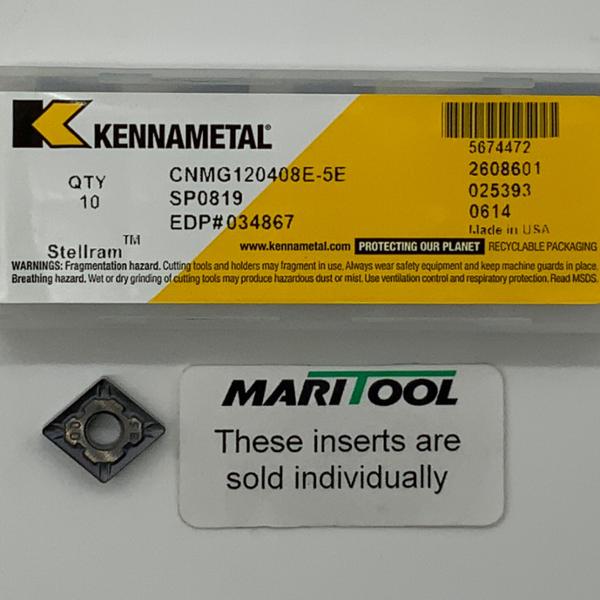 KENNAMETAL®
QTY
10
CNMG120408E-5E
SP0819
EDP#034867
5674472
2608601
025393
0614
Made in USA
Stellram™
www.kennametal.com PROTECTING OUR PLANET RECYCLABLE PACKAGING
WARNINGS: Fragmentation hazard. Cutting tools and holders may fragment in use. Always wear safety equipment and keep machine guards in place.
Breathing hazard. Wet or dry grinding of cutting tools may produce hazardous dust or mist. Use ventilation control and respiratory protection. Read MSDS.
MARITOOL
These inserts are
sold individually